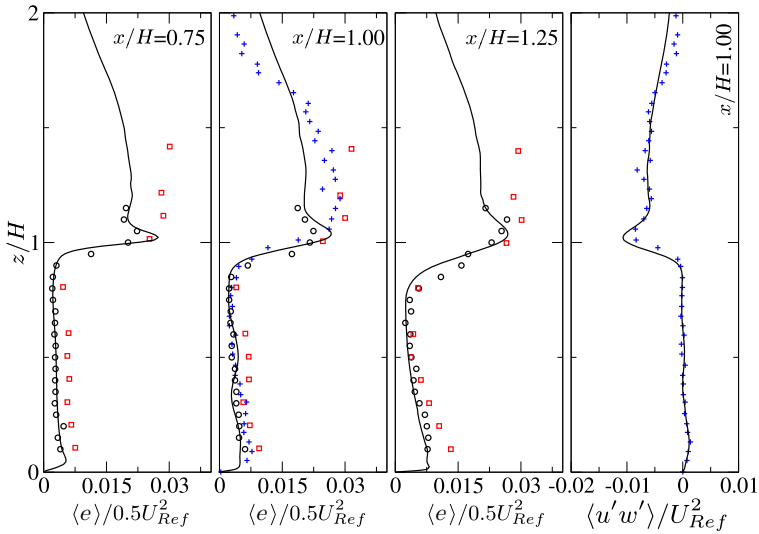 2
x/H=0.75
x/H=1.00
x/H=1.25
x/H=1.00
z/H
1
0
0 0.015 0.03
0 0.015 0.03
0 0.015 0.03
-0.02 -0.01 0 0.01
⟨e⟩/0.5U²_Ref
⟨e⟩/0.5U²_Ref
⟨e⟩/0.5U²_Ref
⟨u′w′⟩/U²_Ref